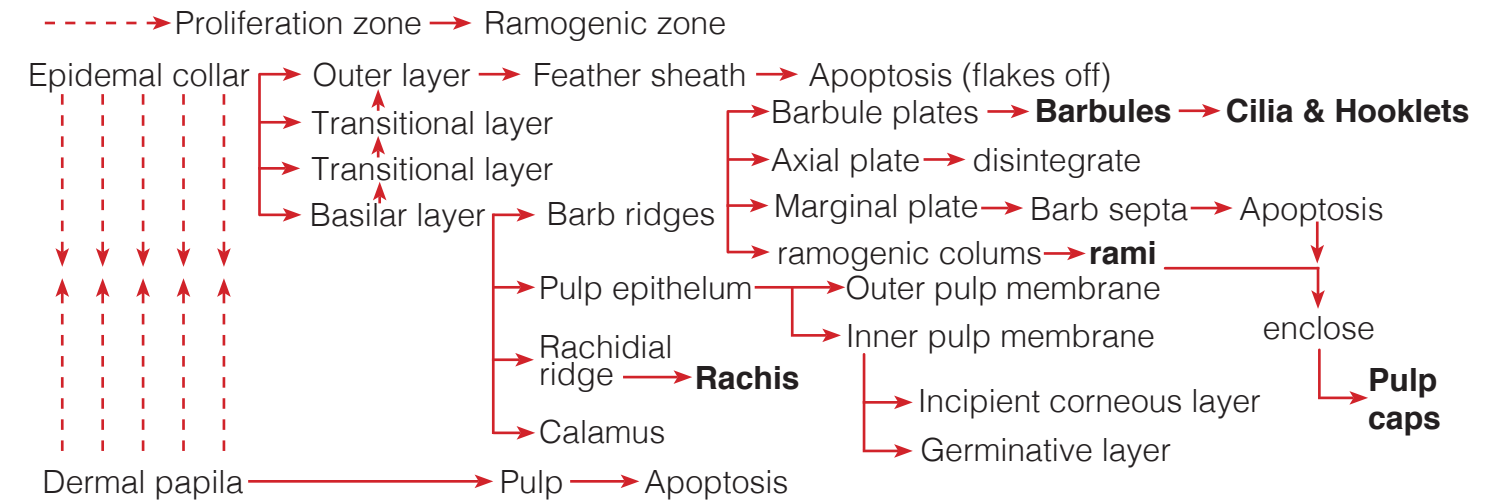 Proliferation zone Ramogenic zone
Epidemal collar Outer layer Feather sheath Apoptosis (flakes off)
Barbule plates Barbules Cilia & Hooklets
Transitional layer
Axial plate disintegrate
Transitional layer
Basilar layer Barb ridges Marginal plate Barb septa Apoptosis
ramogenic colums rami
Pulp epithelum Outer pulp membrane
Inner pulp membrane enclose
Rachidial
ridge Rachis
Pulp
caps
Incipient corneous layer
Calamus
Germinative layer
Dermal papila Pulp Apoptosis